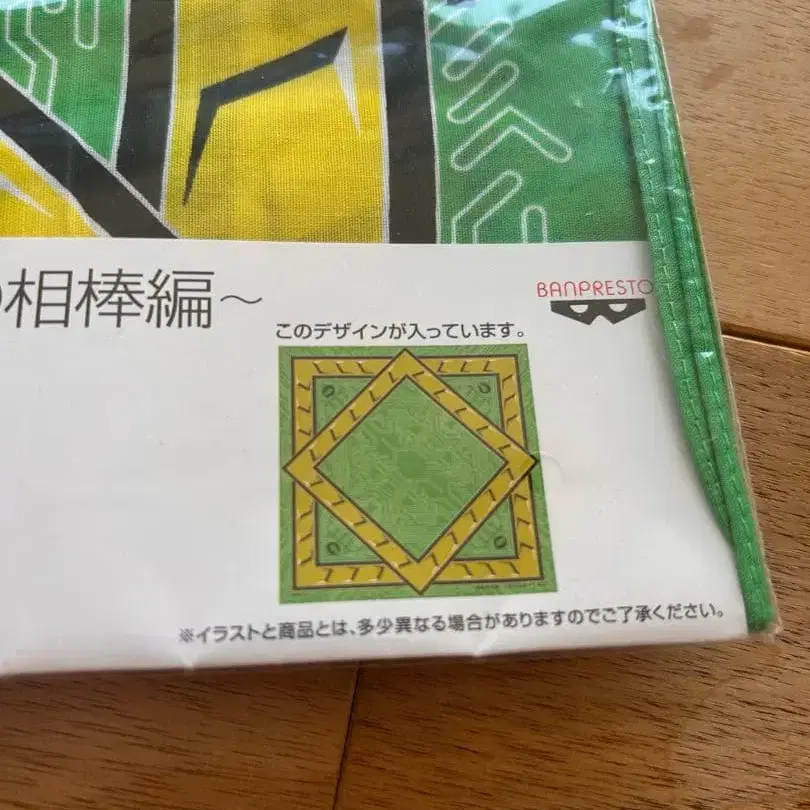 相棒編～
BANPRESTO
このデザインが入っています。
※イラストと商品とは、多少異なる場合がありますのでご了承ください。